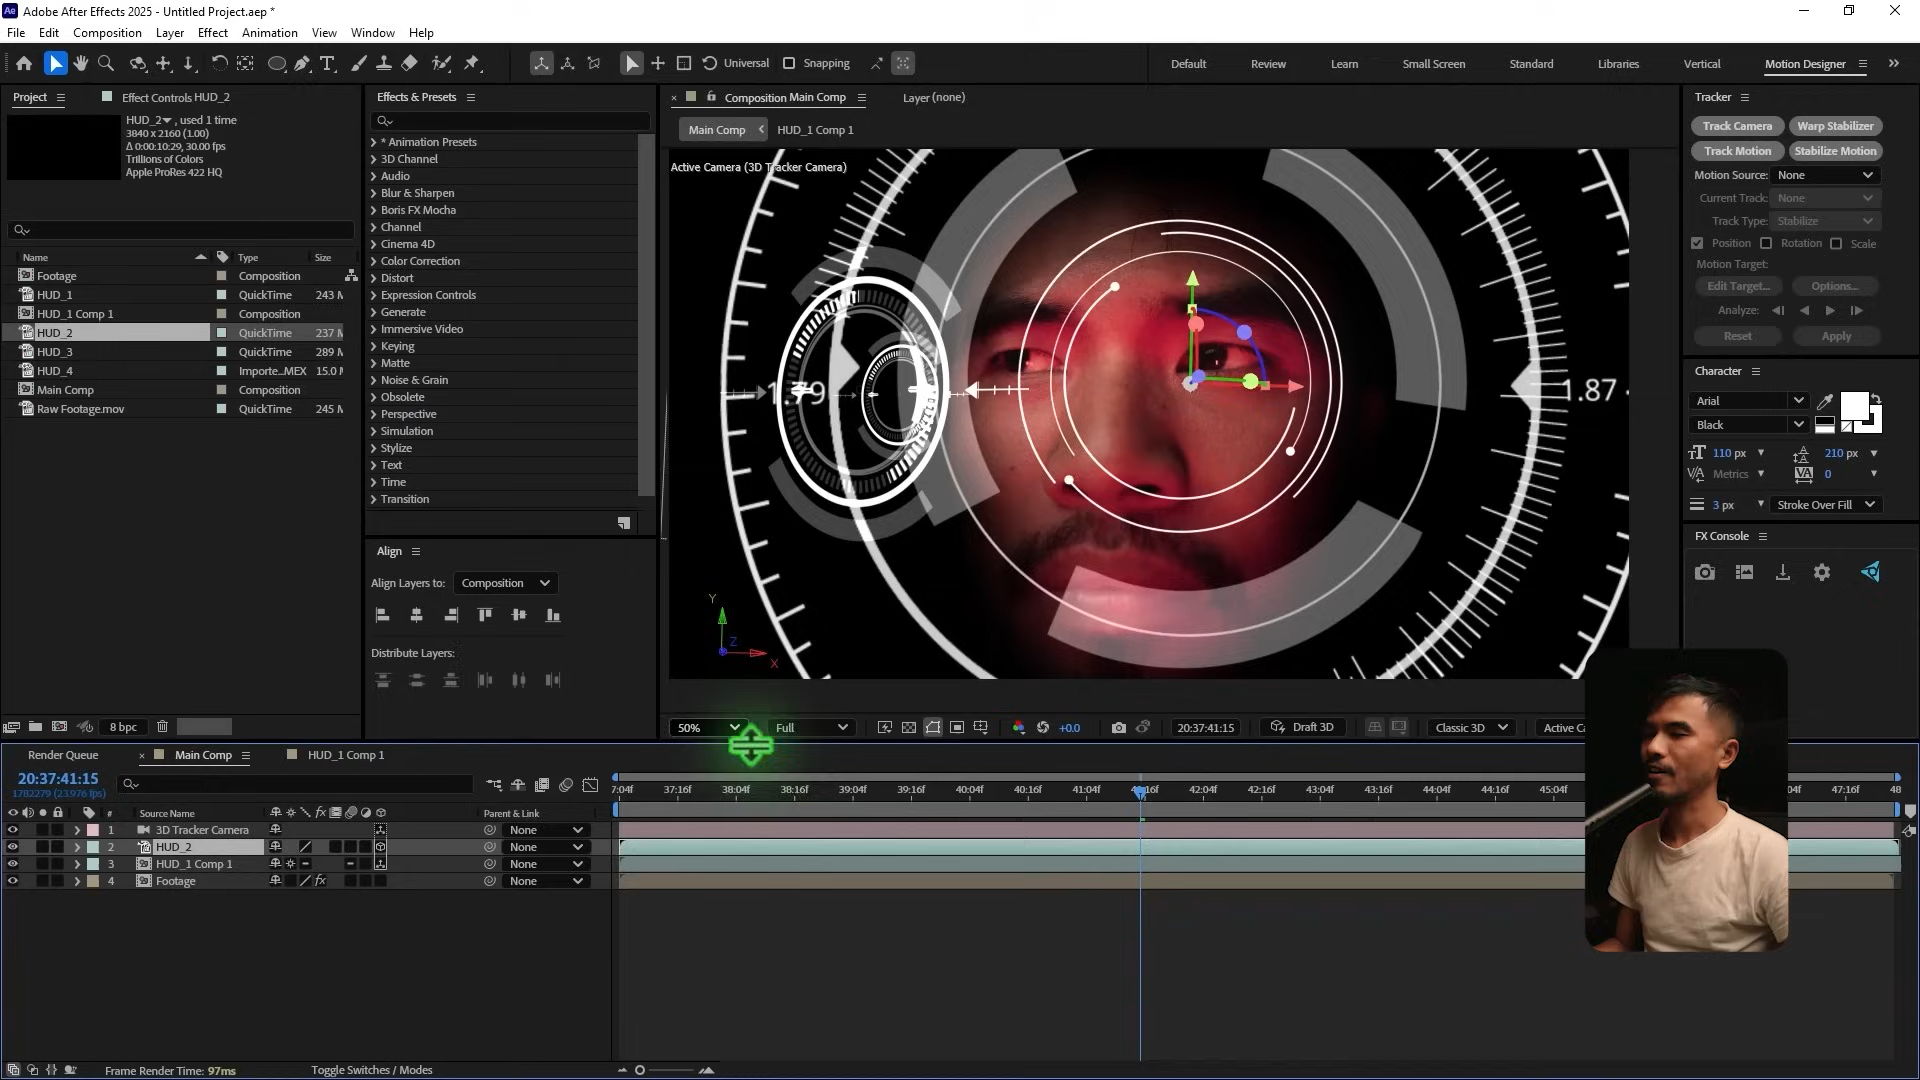 Adobe After Effects 2025 - Untitled Project.aep *
File Edit Composition Layer Effect Animation View Window Help
Universal Snapping Default Review Learn Small Screen Standard Libraries Vertical Motion Designer
Project Effect Controls HUD_2
HUD_2, used 1 time
3840 x 2160 (1.00)
Δ 0:00:10:29, 30.00 fps
Trillions of Colors
Apple ProRes 422 HQ
Name Type Size
Footage Composition
HUD_1 QuickTime 243 M
HUD_1 Comp 1 Composition
HUD_2 QuickTime 237 M
HUD_3 QuickTime 289 M
HUD_4 Importe...MEX 15.0 M
Main Comp Composition
Raw Footage.mov QuickTime 245 M
8 bpc
Effects & Presets
* Animation Presets
3D Channel
Audio
Blur & Sharpen
Boris FX Mocha
Channel
Cinema 4D
Color Correction
Distort
Expression Controls
Generate
Immersive Video
Keying
Matte
Noise & Grain
Obsolete
Perspective
Simulation
Stylize
Text
Time
Transition
Align
Align Layers to: Composition
Distribute Layers:
Composition Main Comp Layer (none)
Main Comp HUD_1 Comp 1
Active Camera (3D Tracker Camera)
1.87
Y
Z
X
50% Full +0.0 20:37:41:15 Draft 3D Classic 3D Active Ca
Tracker
Track Camera Warp Stabilizer
Track Motion Stabilize Motion
Motion Source: None
Current Track: None
Track Type: Stabilize
Position Rotation Scale
Motion Target:
Edit Target... Options...
Analyze:
Reset Apply
Character
Arial
Black
110 px 210 px
Metrics 0
3 px Stroke Over Fill
FX Console
Render Queue Main Comp HUD_1 Comp 1
20:37:41:15
1782279 (23.976 fps)
7:04f 37:16f 38:04f 38:16f 39:04f 39:16f 40:04f 40:16f 41:04f 42:04f 42:16f 43:04f 43:16f 44:04f 44:16f 45:04f 47:16f 48
# Source Name Parent & Link
1 3D Tracker Camera None
2 HUD_2 None
3 HUD_1 Comp 1 None
4 Footage None
Frame Render Time: 97ms Toggle Switches / Modes